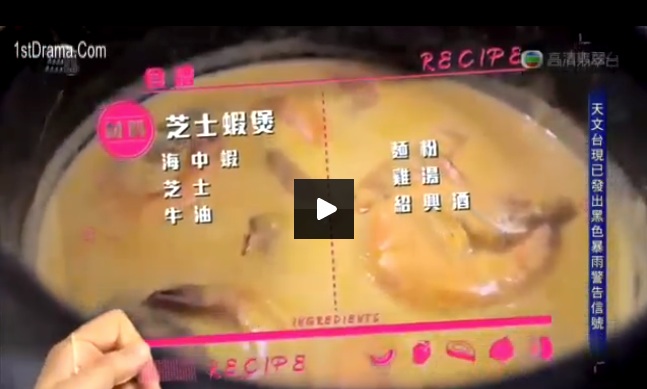 1stDrama.Com
RECIPE
高清翡翠台
食譜
芝士蝦煲
海中蝦
芝士
牛油
麵粉
雞湯
紹興酒
天文台現已發出黑色暴雨警告信號
INGREDIENTS
RECIPE